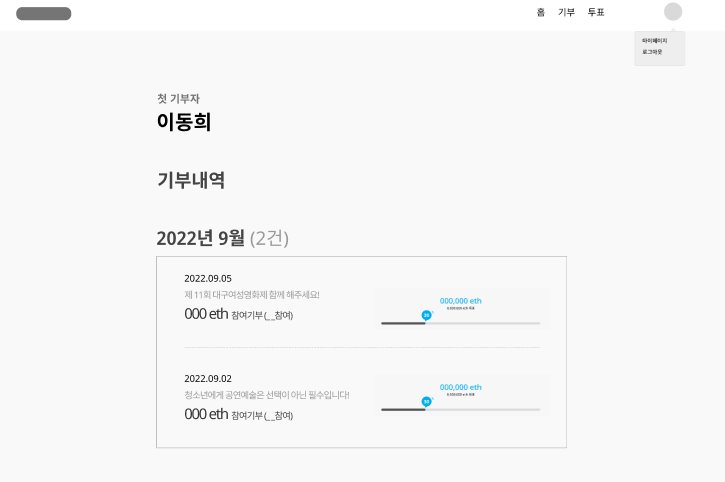 홈 기부 투표
마이페이지
로그아웃
첫 기부자
이동희
기부내역
2022년 9월 (2건)
2022.09.05
제 11회 대구여성영화제 함께 해주세요!
000 eth 참여기부 (_ _참여)
000,000 eth
2022.09.02
청소년에게 공연예술은 선택이 아닌 필수입니다!
000 eth 참여기부 (_ _참여)
000,000 eth